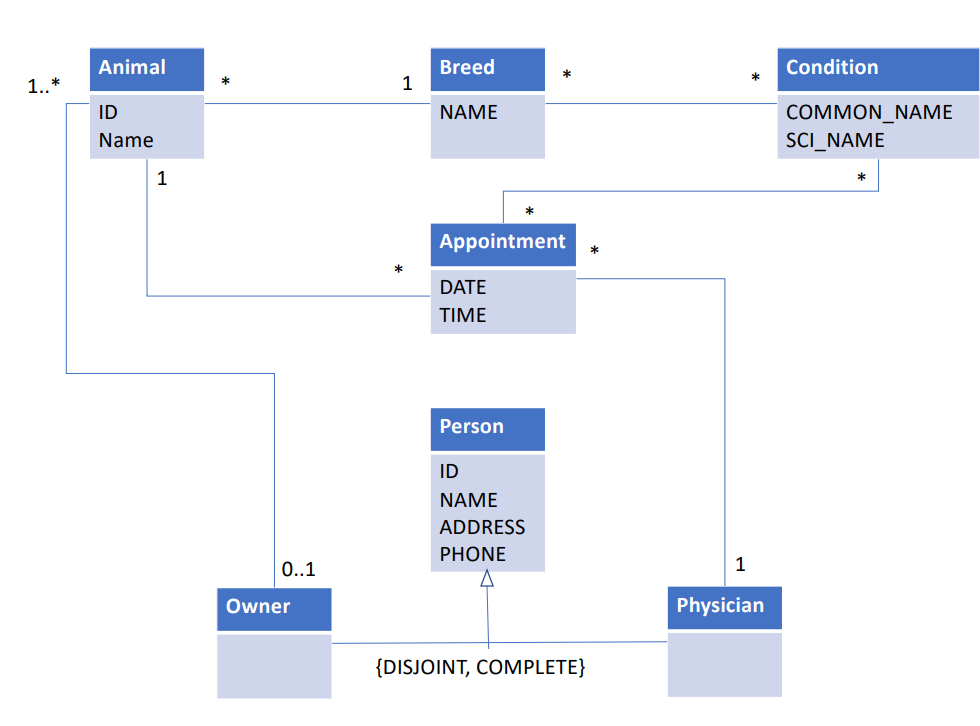 Animal
Breed
Condition
1..*
*
1
*
*
ID
Name
NAME
COMMON_NAME
SCI_NAME
1
*
*
Appointment
*
*
DATE
TIME
Person
ID
NAME
ADDRESS
PHONE
0..1
1
Owner
Physician
{DISJOINT, COMPLETE}